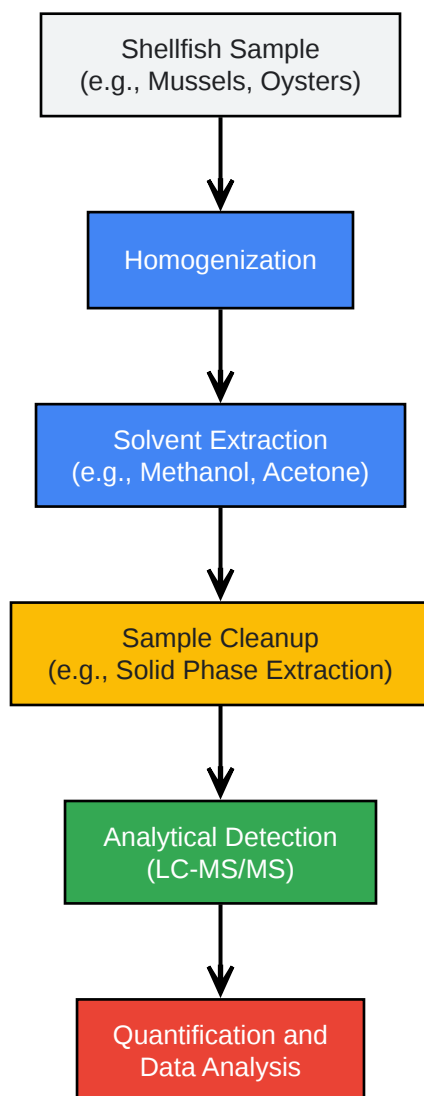 Shellfish Sample
(e.g., Mussels, Oysters)
Homogenization
Solvent Extraction
(e.g., Methanol, Acetone)
Sample Cleanup
(e.g., Solid Phase Extraction)
Analytical Detection
(LC-MS/MS)
Quantification and
Data Analysis